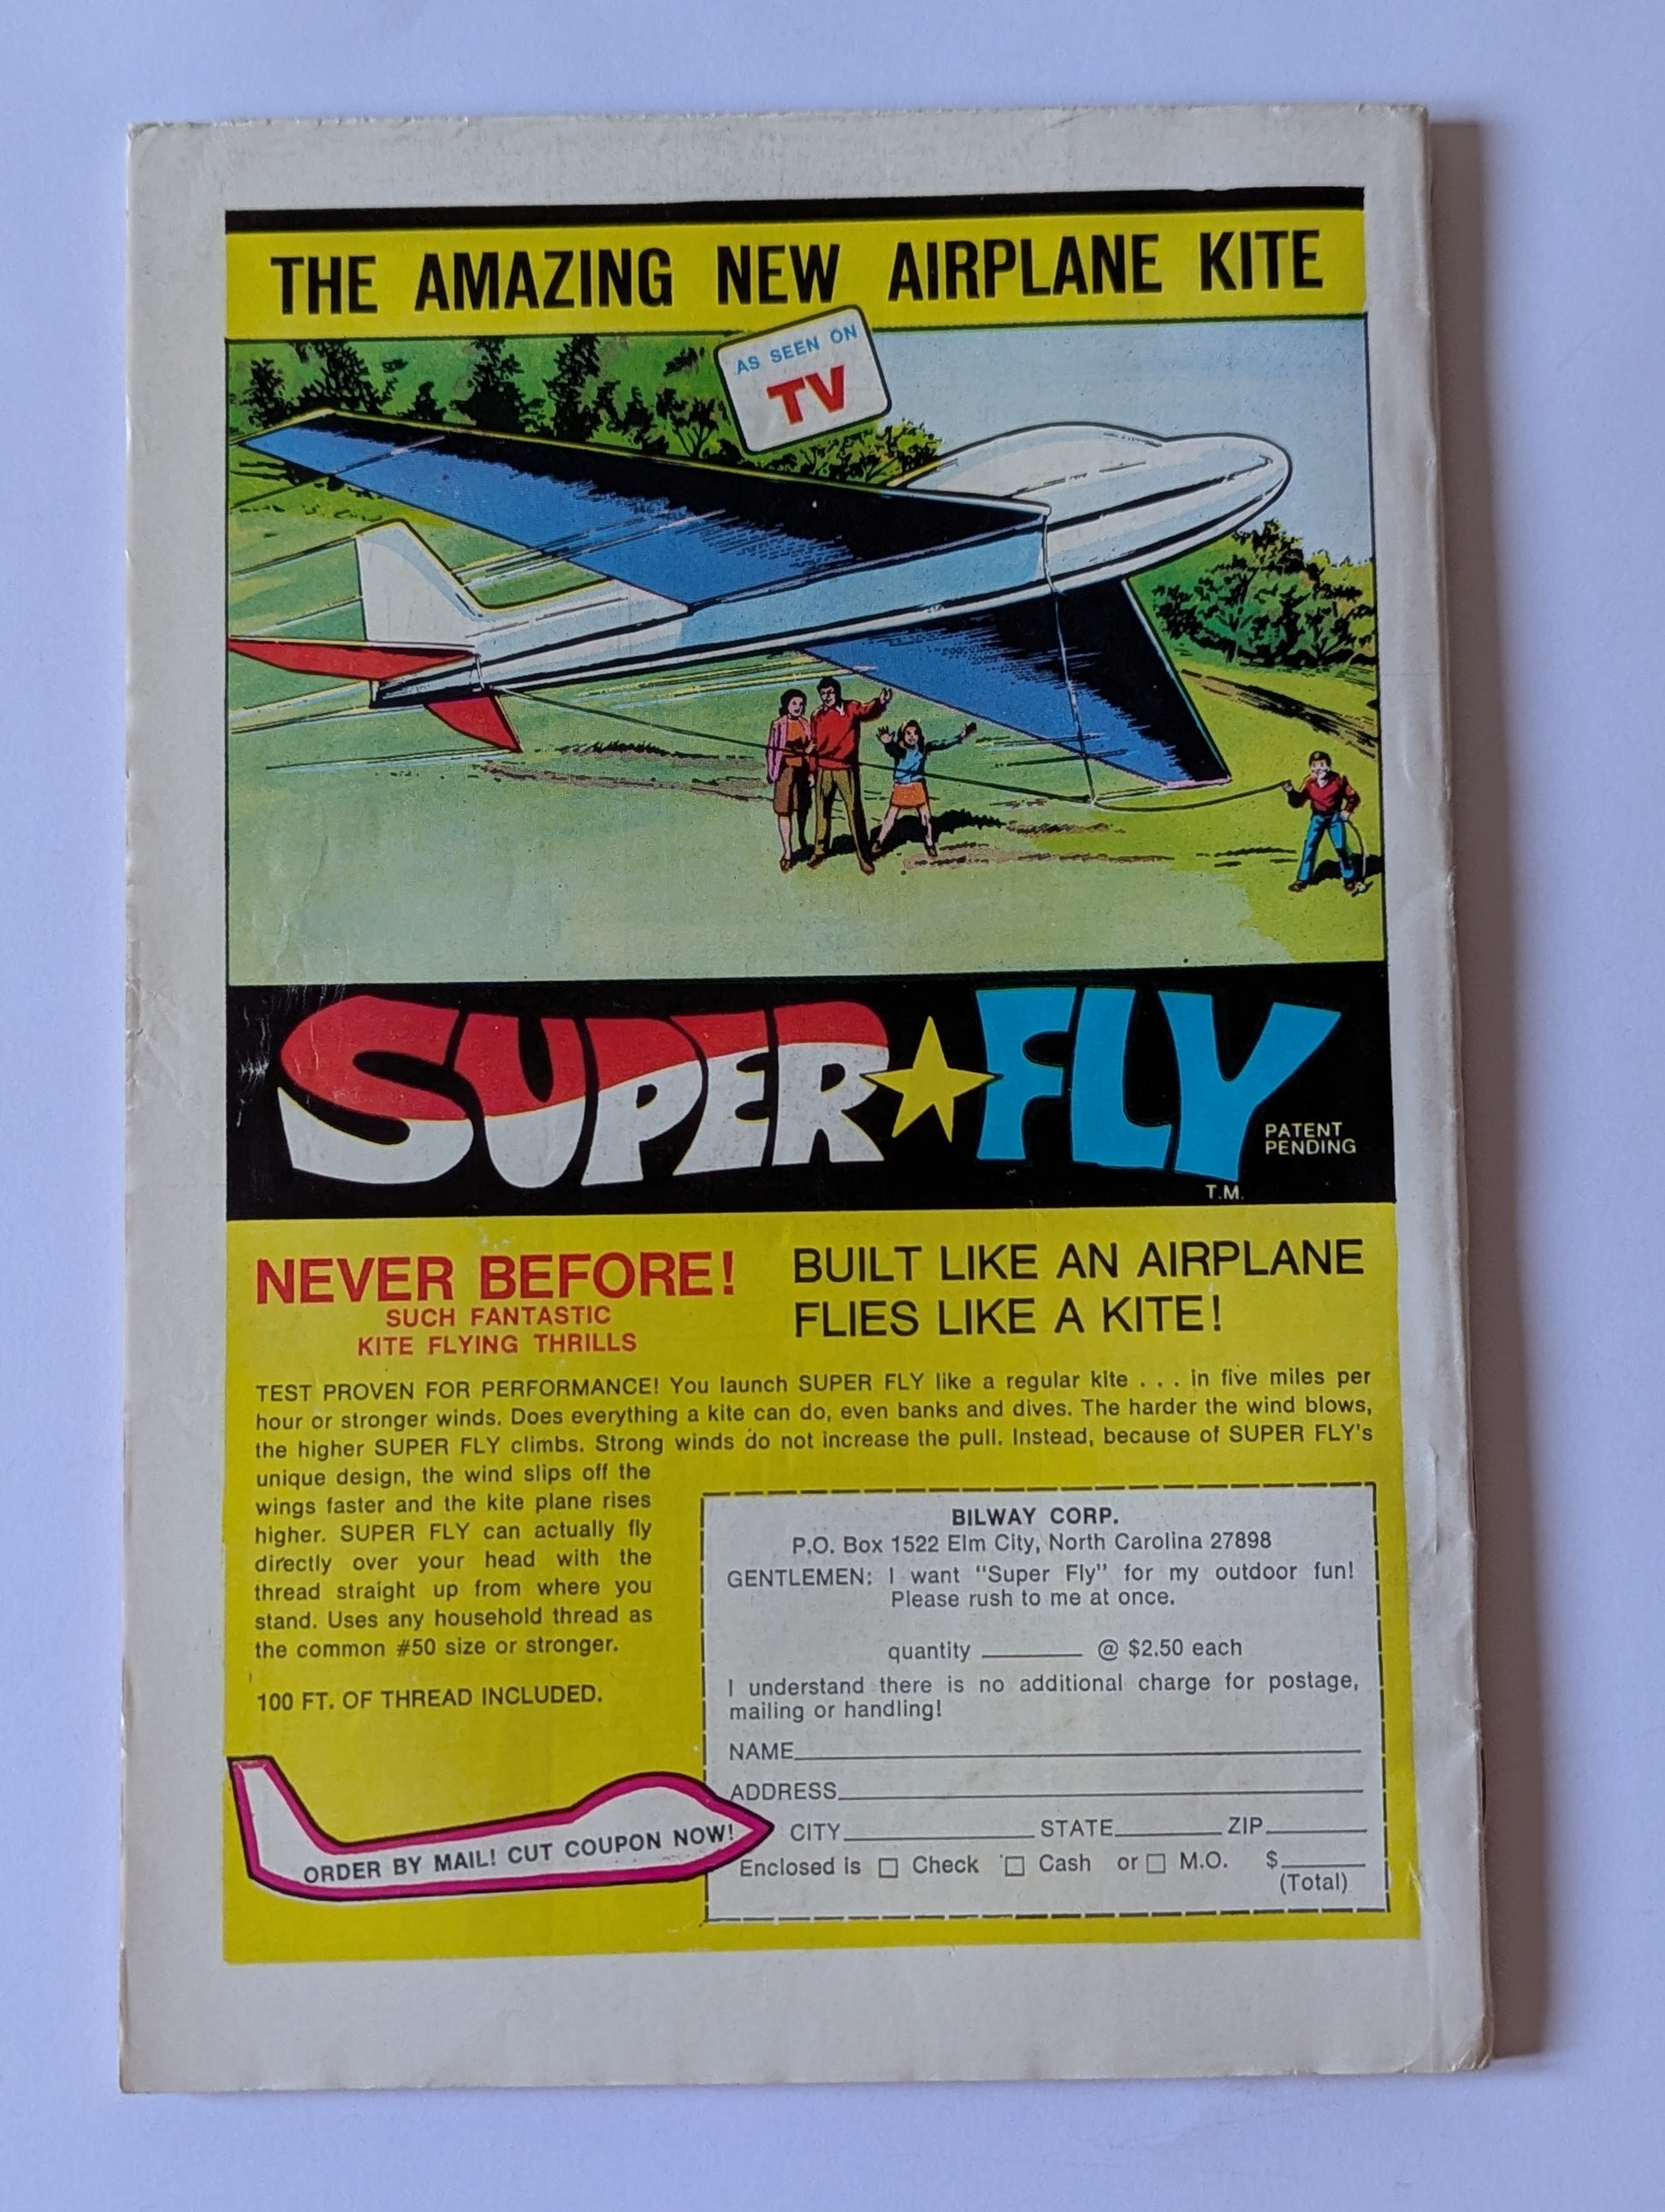 THE AMAZING NEW AIRPLANE KITE
AS SEEN ON
TV
SUPER FLY
PATENT
PENDING
T.M.
NEVER BEFORE!
SUCH FANTASTIC
KITE FLYING THRILLS
BUILT LIKE AN AIRPLANE
FLIES LIKE A KITE!
TEST PROVEN FOR PERFORMANCE! You launch SUPER FLY like a regular kite . . . in five miles per
hour or stronger winds. Does everything a kite can do, even banks and dives. The harder the wind blows,
the higher SUPER FLY climbs. Strong winds do not increase the pull. Instead, because of SUPER FLY's
unique design, the wind slips off the
wings faster and the kite plane rises
higher. SUPER FLY can actually fly
directly over your head with the
thread straight up from where you
stand. Uses any household thread as
the common #50 size or stronger.
100 FT. OF THREAD INCLUDED.
ORDER BY MAIL! CUT COUPON NOW!
BILWAY CORP.
P.O. Box 1522 Elm City, North Carolina 27898
GENTLEMEN: I want "Super Fly" for my outdoor fun!
Please rush to me at once.
quantity ________ @ $2.50 each
I understand there is no additional charge for postage,
mailing or handling!
NAME
ADDRESS
CITY STATE ZIP
Enclosed is □ Check □ Cash or □ M.O. $
(Total)